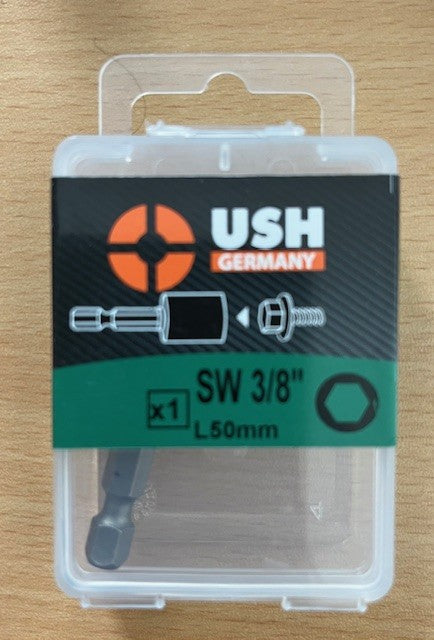 USH
GERMANY
SW 3/8"
x1
L50mm